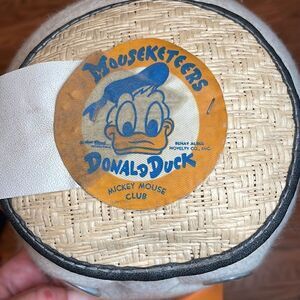 MOUSEKETEERS
BENAY ALBEE
NOVELTY CO., INC.
DONALD DUCK
MICKEY MOUSE
CLUB